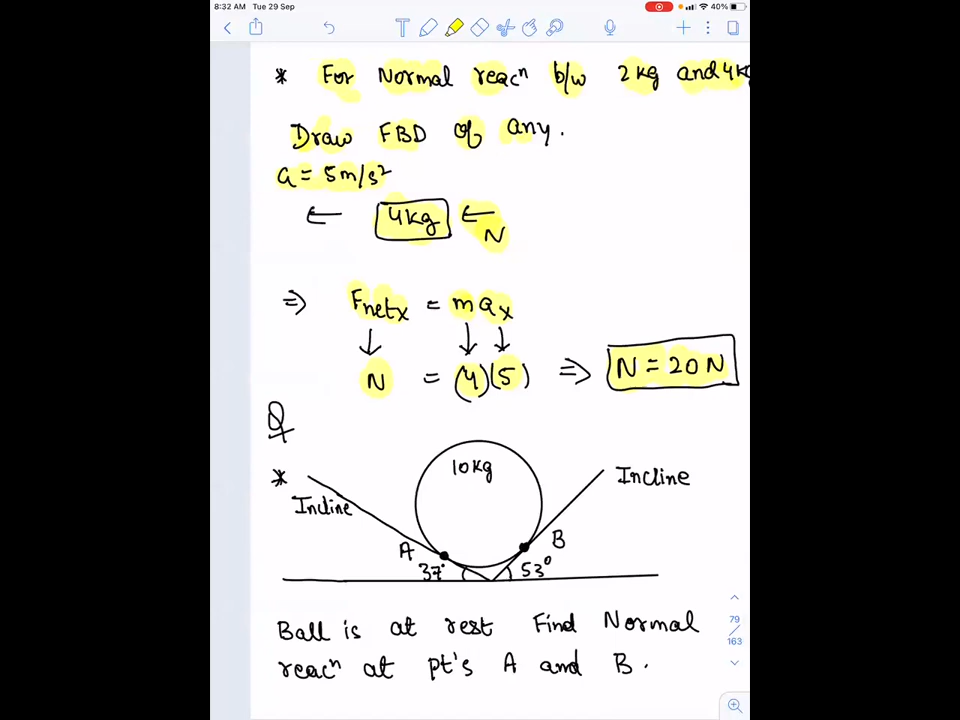 8:32 AM Tue 29 Sep
40%
* For Normal reacⁿ b/w 2kg and 4kg
Draw FBD of any.
a = 5m/s²
← 4kg ← N
⇒ Fnetx = m ax
↓ ↓ ↓
N = (4)(5) ⇒ N = 20 N
Q
* 10kg Incline
Incline
A B
37° 53°
Ball is at rest Find Normal
reacⁿ at pt's A and B.
79
/
163